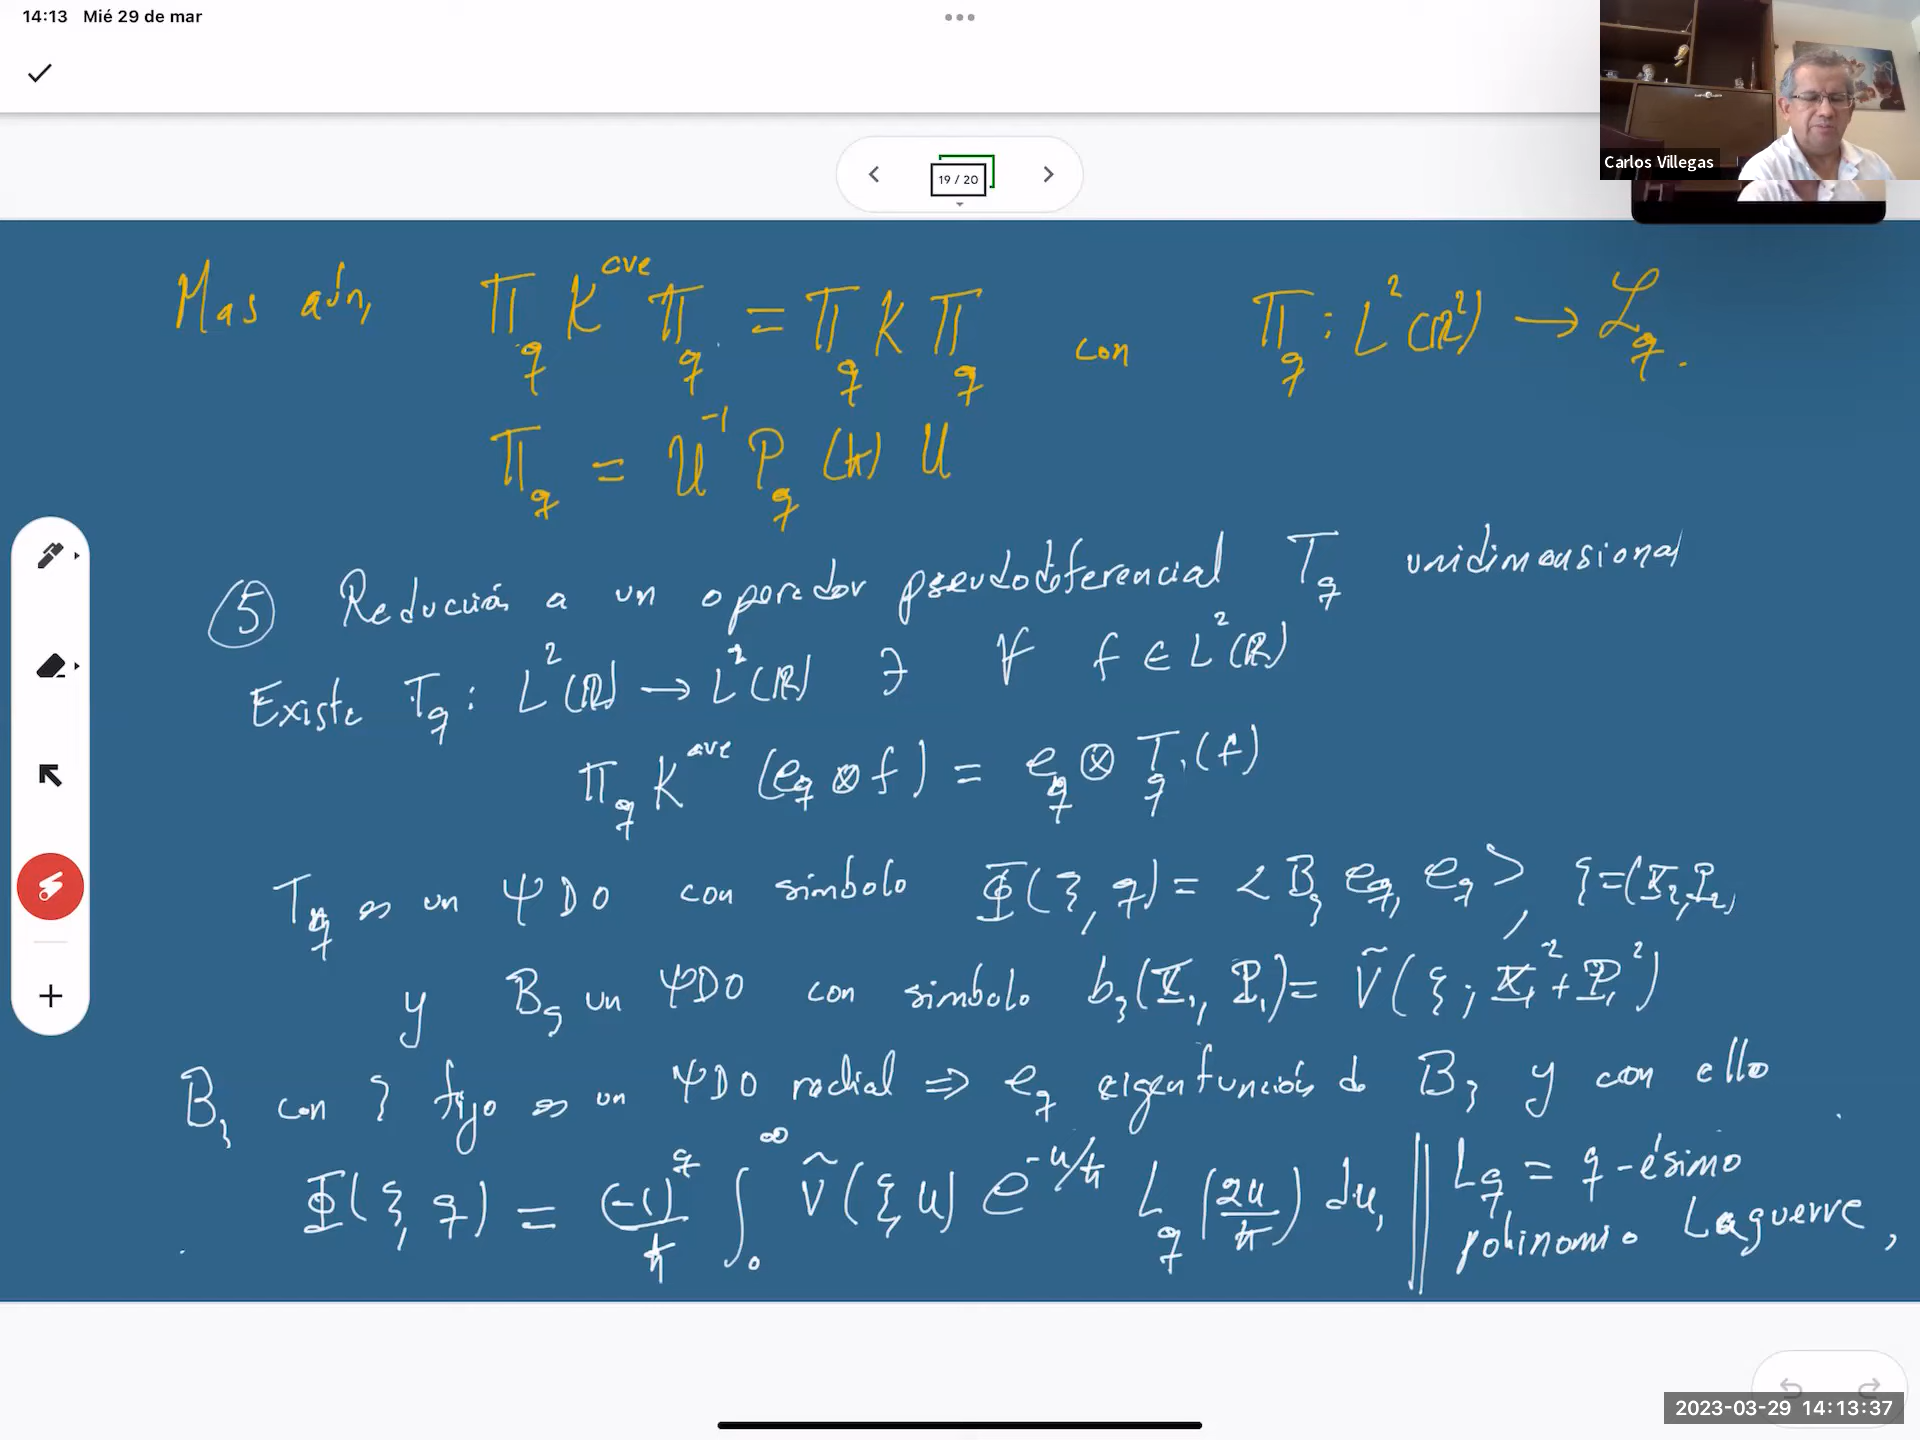 14:13 Mié 29 de mar
Carlos Villegas
19 / 20
Mas aún, Π_q K^ave Π_q = Π_q K Π_q con Π_q : L²(ℝ²) → ℒ_q.
Π_q = U⁻¹ P_q(ħ) U
⑤ Reducción a un operador pseudodiferencial T_q unidimensional
Existe T_q : L²(ℝ) → L²(ℝ) ∋ ∀ f ∈ L²(ℝ)
Π_q K^ave (e_q ⊗ f) = e_q ⊗ T_q(f)
T_q es un ΨDO con símbolo Φ(ξ, q) = < B_ξ e_q, e_q >, ξ=(X₂,P₂)
y B_ξ un ΨDO con símbolo b_ξ(X₁, P₁) = Ṽ(ξ; X₁² + P₁²)
B_ξ con ξ fijo es un ΨDO radial ⇒ e_q eigenfunción de B_ξ y con ello
Φ(ξ, q) = (-1)^q/ħ ∫₀^∞ Ṽ(ξ, u) e^{-u/ħ} L_q(2u/ħ) du, ‖ L_q = q-ésimo
polinomio Laguerre,
2023-03-29 14:13:37